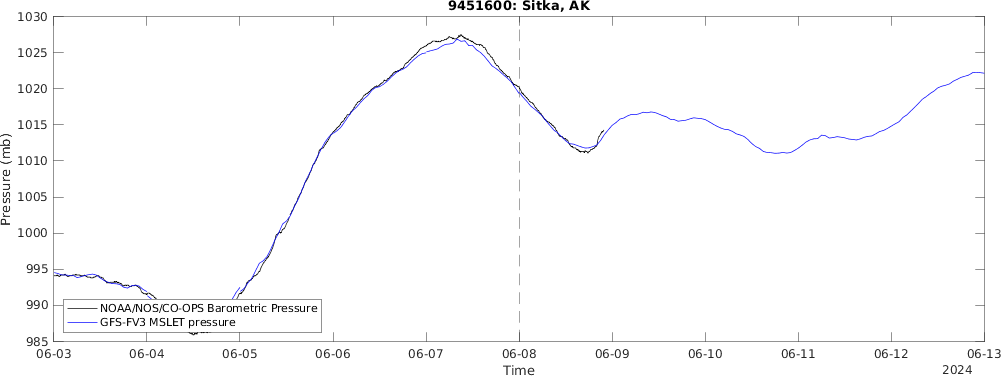 9451600: Sitka, AK
1030
1025
1020
1015
1010
1005
1000
995
990
985
Pressure (mb)
NOAA/NOS/CO-OPS Barometric Pressure
GFS-FV3 MSLET pressure
06-03 06-04 06-05 06-06 06-07 06-08 06-09 06-10 06-11 06-12 06-13
Time
2024